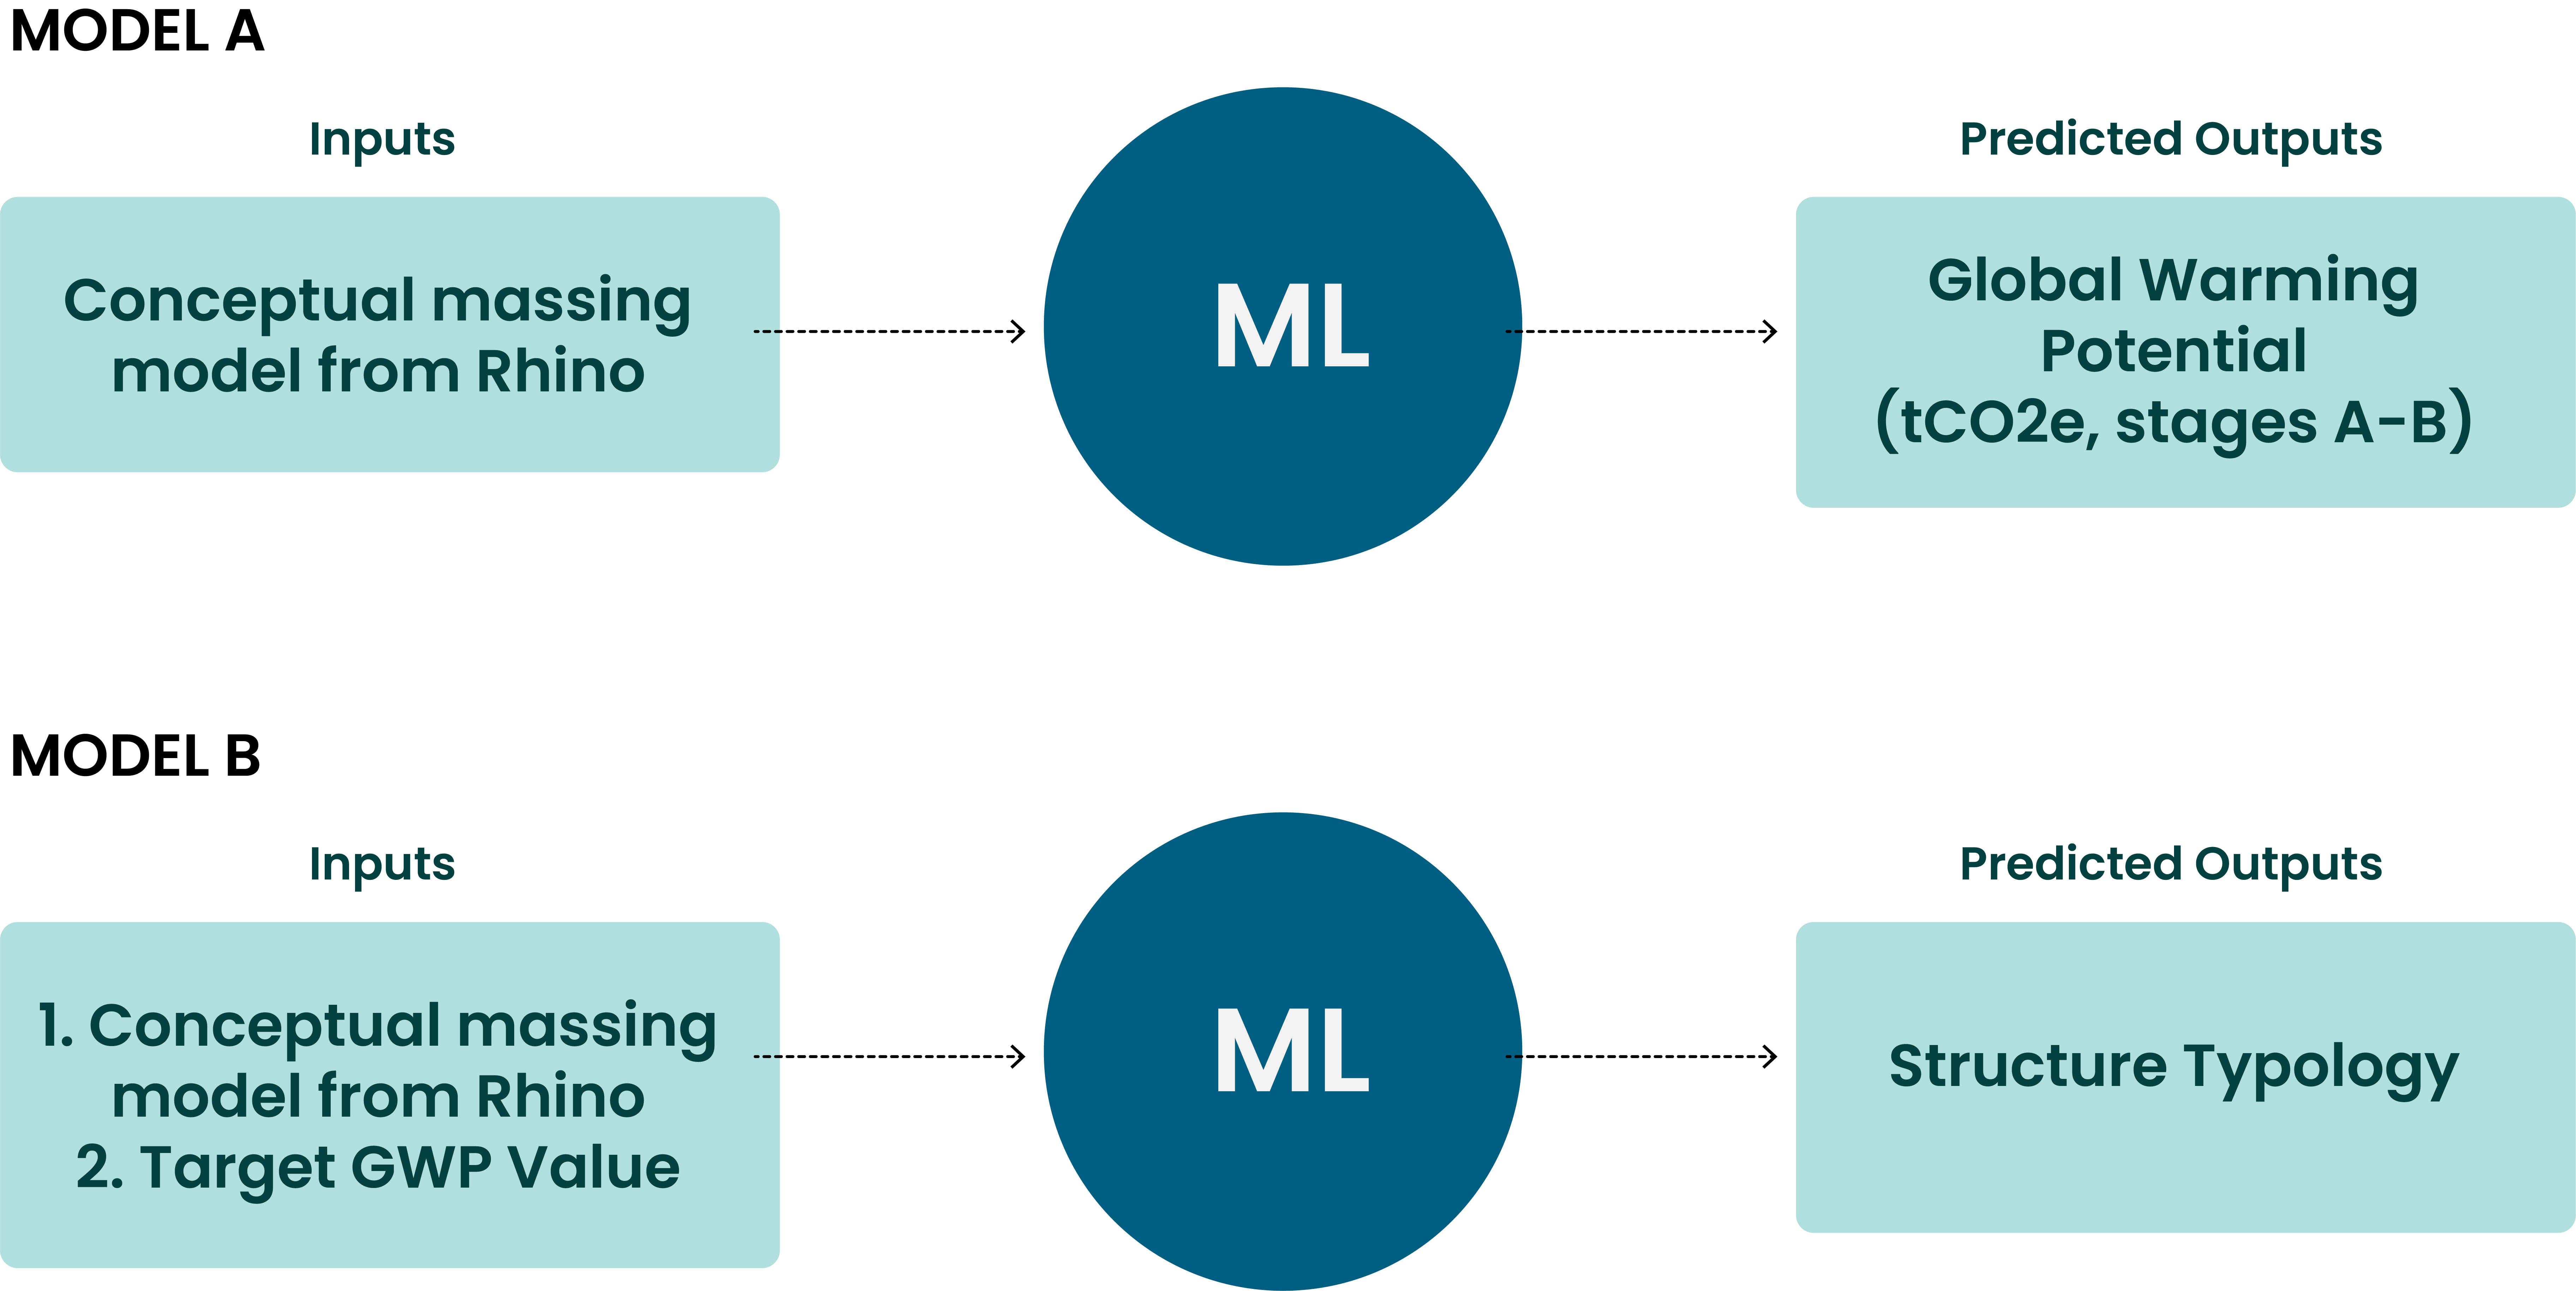 MODEL A
Inputs
Predicted Outputs
Conceptual massing
model from Rhino
ML
Global Warming
Potential
(tCO2e, stages A-B)
MODEL B
Inputs
Predicted Outputs
1. Conceptual massing
model from Rhino
2. Target GWP Value
ML
Structure Typology